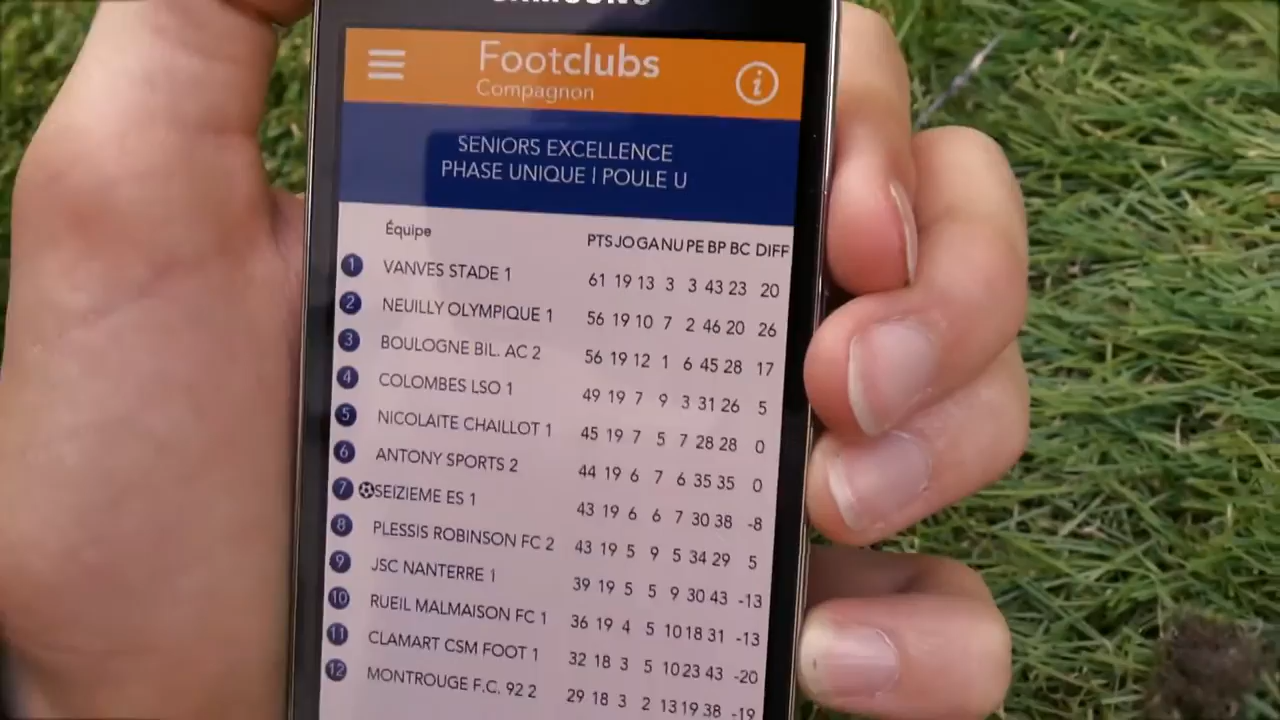 SAMSUNG
Footclubs
Compagnon
SENIORS EXCELLENCE
PHASE UNIQUE | POULE U
Équipe PTS JO GA NU PE BP BC DIFF
1 VANVES STADE 1 61 19 13 3 3 43 23 20
2 NEUILLY OLYMPIQUE 1 56 19 10 7 2 46 20 26
3 BOULOGNE BIL. AC 2 56 19 12 1 6 45 28 17
4 COLOMBES LSO 1 49 19 7 9 3 31 26 5
5 NICOLAITE CHAILLOT 1 45 19 7 5 7 28 28 0
6 ANTONY SPORTS 2 44 19 6 7 6 35 35 0
7 SEIZIEME ES 1 43 19 6 6 7 30 38 -8
8 PLESSIS ROBINSON FC 2 43 19 5 9 5 34 29 5
9 JSC NANTERRE 1 39 19 5 5 9 30 43 -13
10 RUEIL MALMAISON FC 1 36 19 4 5 10 18 31 -13
11 CLAMART CSM FOOT 1 32 18 3 5 10 23 43 -20
12 MONTROUGE F.C. 92 2 29 18 3 2 13 19 38 -19